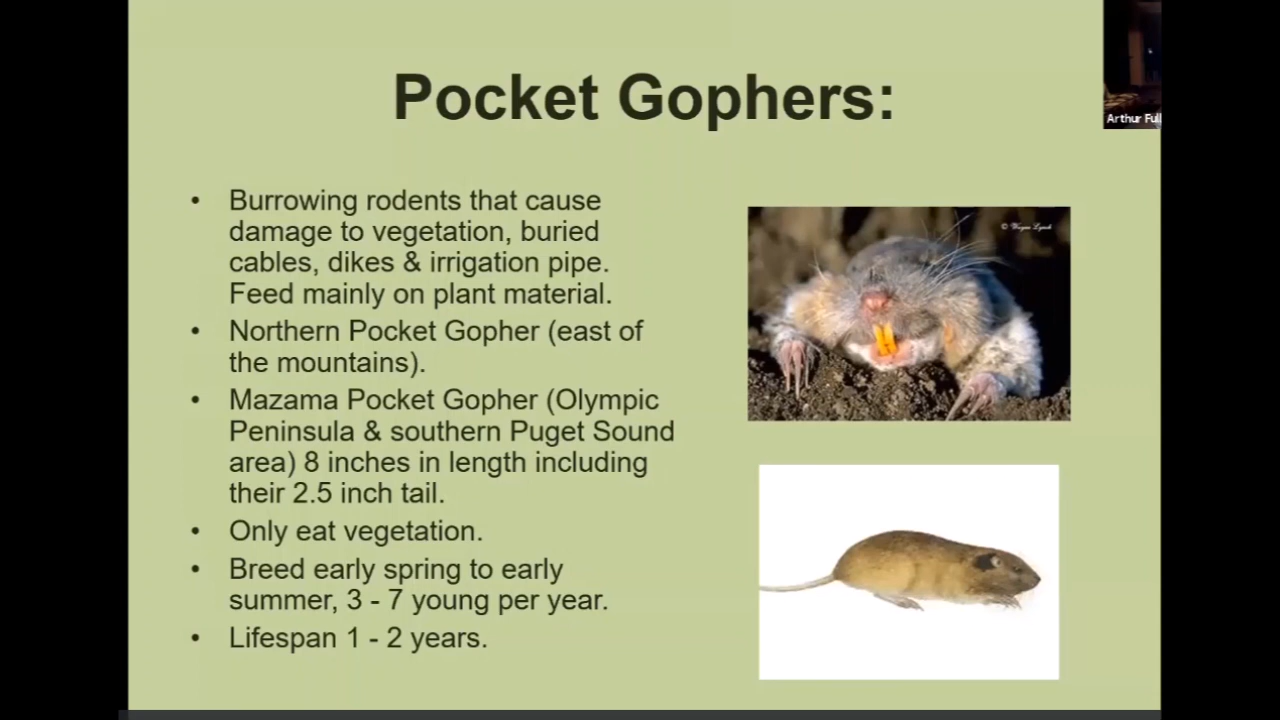 Pocket Gophers:
Arthur Full
• Burrowing rodents that cause
damage to vegetation, buried
cables, dikes & irrigation pipe.
Feed mainly on plant material.
• Northern Pocket Gopher (east of
the mountains).
• Mazama Pocket Gopher (Olympic
Peninsula & southern Puget Sound
area) 8 inches in length including
their 2.5 inch tail.
• Only eat vegetation.
• Breed early spring to early
summer, 3 - 7 young per year.
• Lifespan 1 - 2 years.
© Wayne Lynch